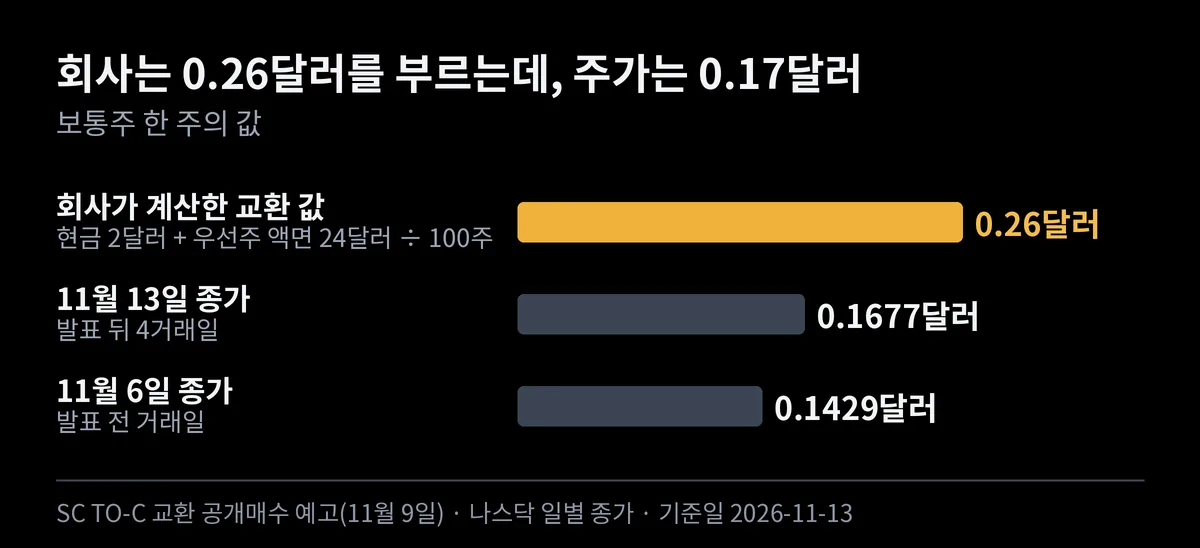 회사는 0.26달러를 부르는데, 주가는 0.17달러
보통주 한 주의 값
회사가 계산한 교환 값
현금 2달러 + 우선주 액면 24달러 ÷ 100주
0.26달러
11월 13일 종가
발표 뒤 4거래일
0.1677달러
11월 6일 종가
발표 전 거래일
0.1429달러
SC TO-C 교환 공개매수 예고(11월 9일) · 나스닥 일별 종가 · 기준일 2026-11-13